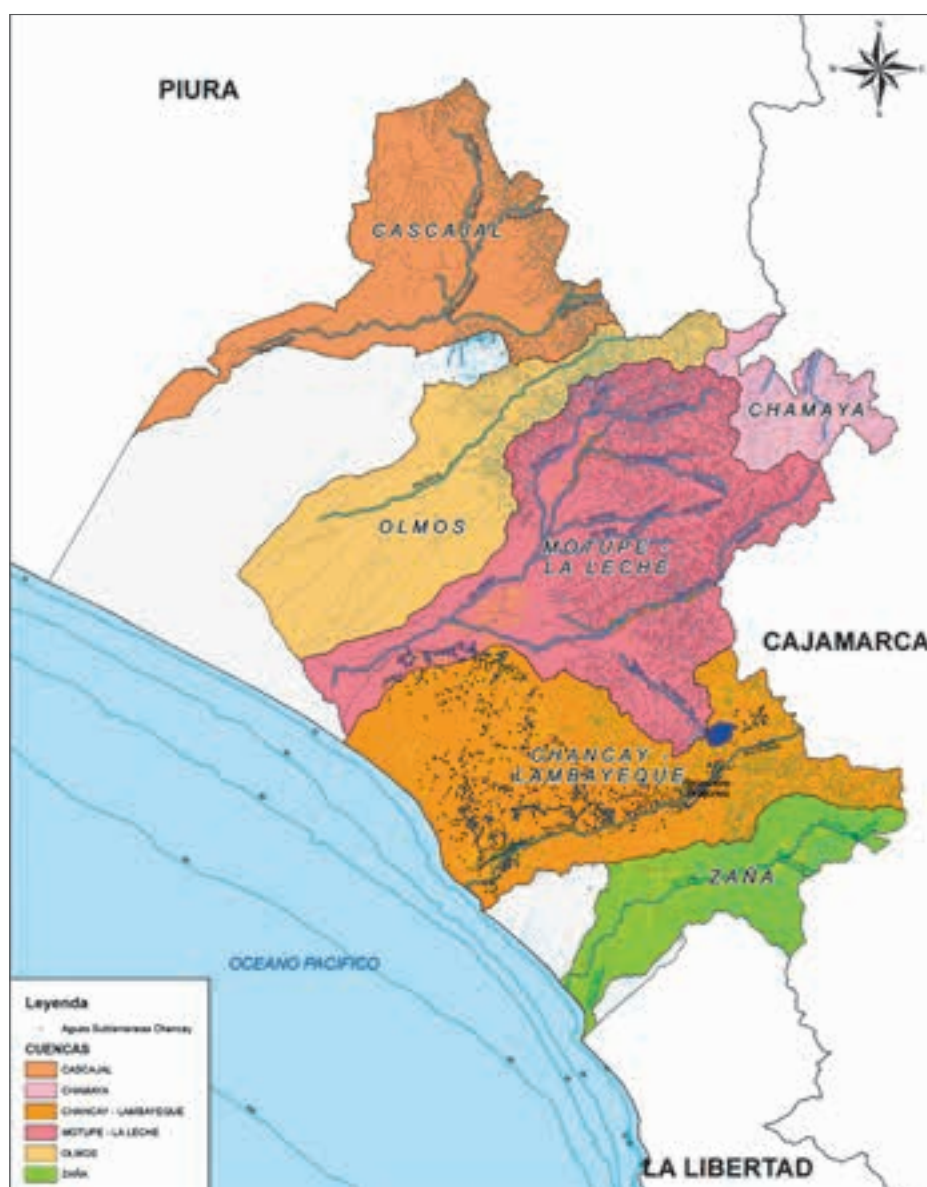 N
PIURA
CASCAJAL
CHAMAYA
OLMOS
MOTUPE -
LA LECHE
CAJAMARCA
CHANCAY -
LAMBAYEQUE
ZAÑA
OCEANO PACIFICO
LA LIBERTAD
Leyenda
Aguas Subterraneas Chancay
CUENCAS
CASCAJAL
CHAMAYA
CHANCAY - LAMBAYEQUE
MOTUPE - LA LECHE
OLMOS
ZAÑA